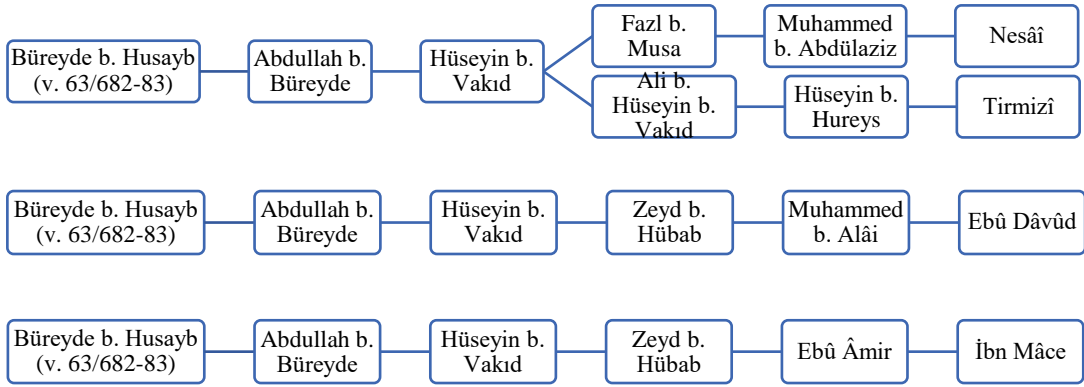 Büreyde b. Husayb
(v. 63/682-83)
Abdullah b.
Büreyde
Hüseyin b.
Vakıd
Fazl b.
Musa
Muhammed
b. Abdülaziz
Nesâî
Ali b.
Hüseyin b.
Vakıd
Hüseyin b.
Hureys
Tirmizî
Büreyde b. Husayb
(v. 63/682-83)
Abdullah b.
Büreyde
Hüseyin b.
Vakıd
Zeyd b.
Hübab
Muhammed
b. Alâi
Ebû Dâvûd
Büreyde b. Husayb
(v. 63/682-83)
Abdullah b.
Büreyde
Hüseyin b.
Vakıd
Zeyd b.
Hübab
Ebû Âmir
İbn Mâce